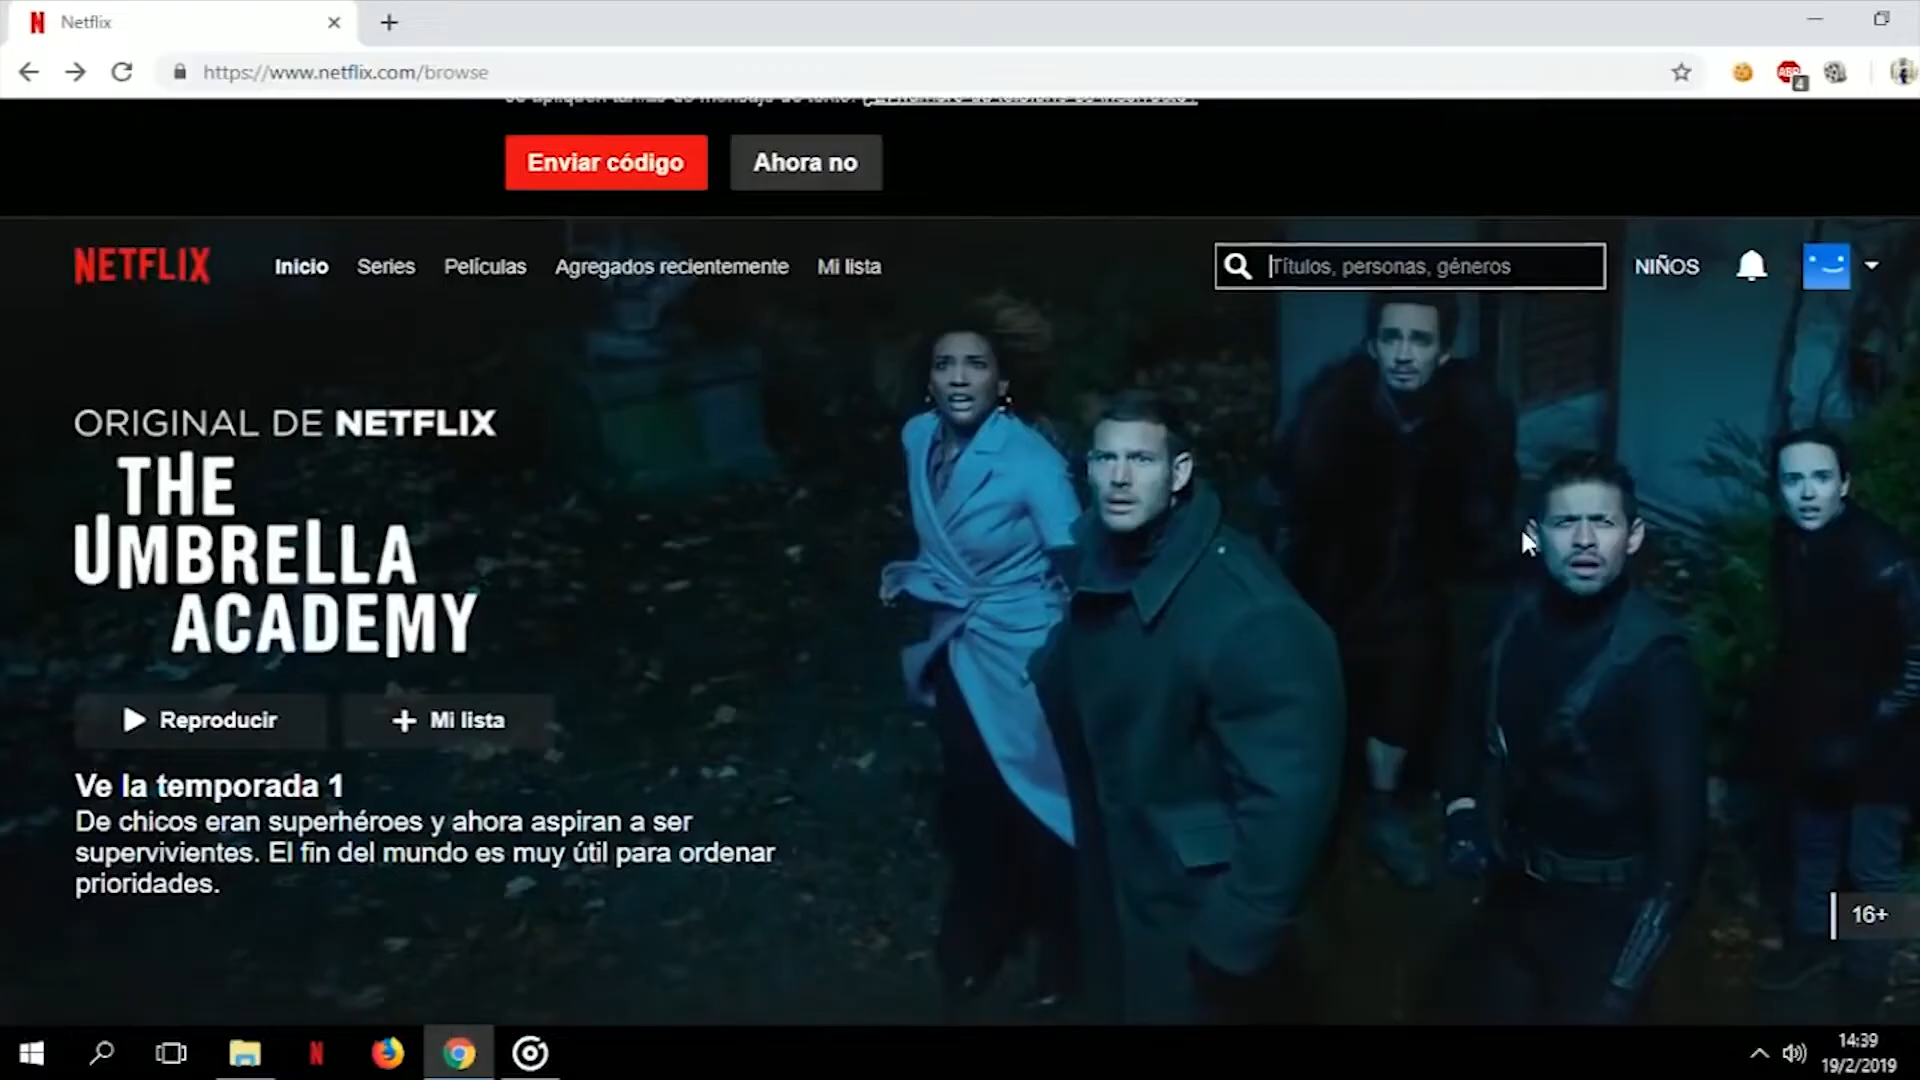 Netflix
https://www.netflix.com/browse
ABP
4
Enviar código
Ahora no
NETFLIX
Inicio
Series
Películas
Agregados recientemente
Mi lista
Títulos, personas, géneros
NIÑOS
ORIGINAL DE NETFLIX
THE
UMBRELLA
ACADEMY
Reproducir
Mi lista
Ve la temporada 1
De chicos eran superhéroes y ahora aspiran a ser
supervivientes. El fin del mundo es muy útil para ordenar
prioridades.
16+
14:39
19/2/2019